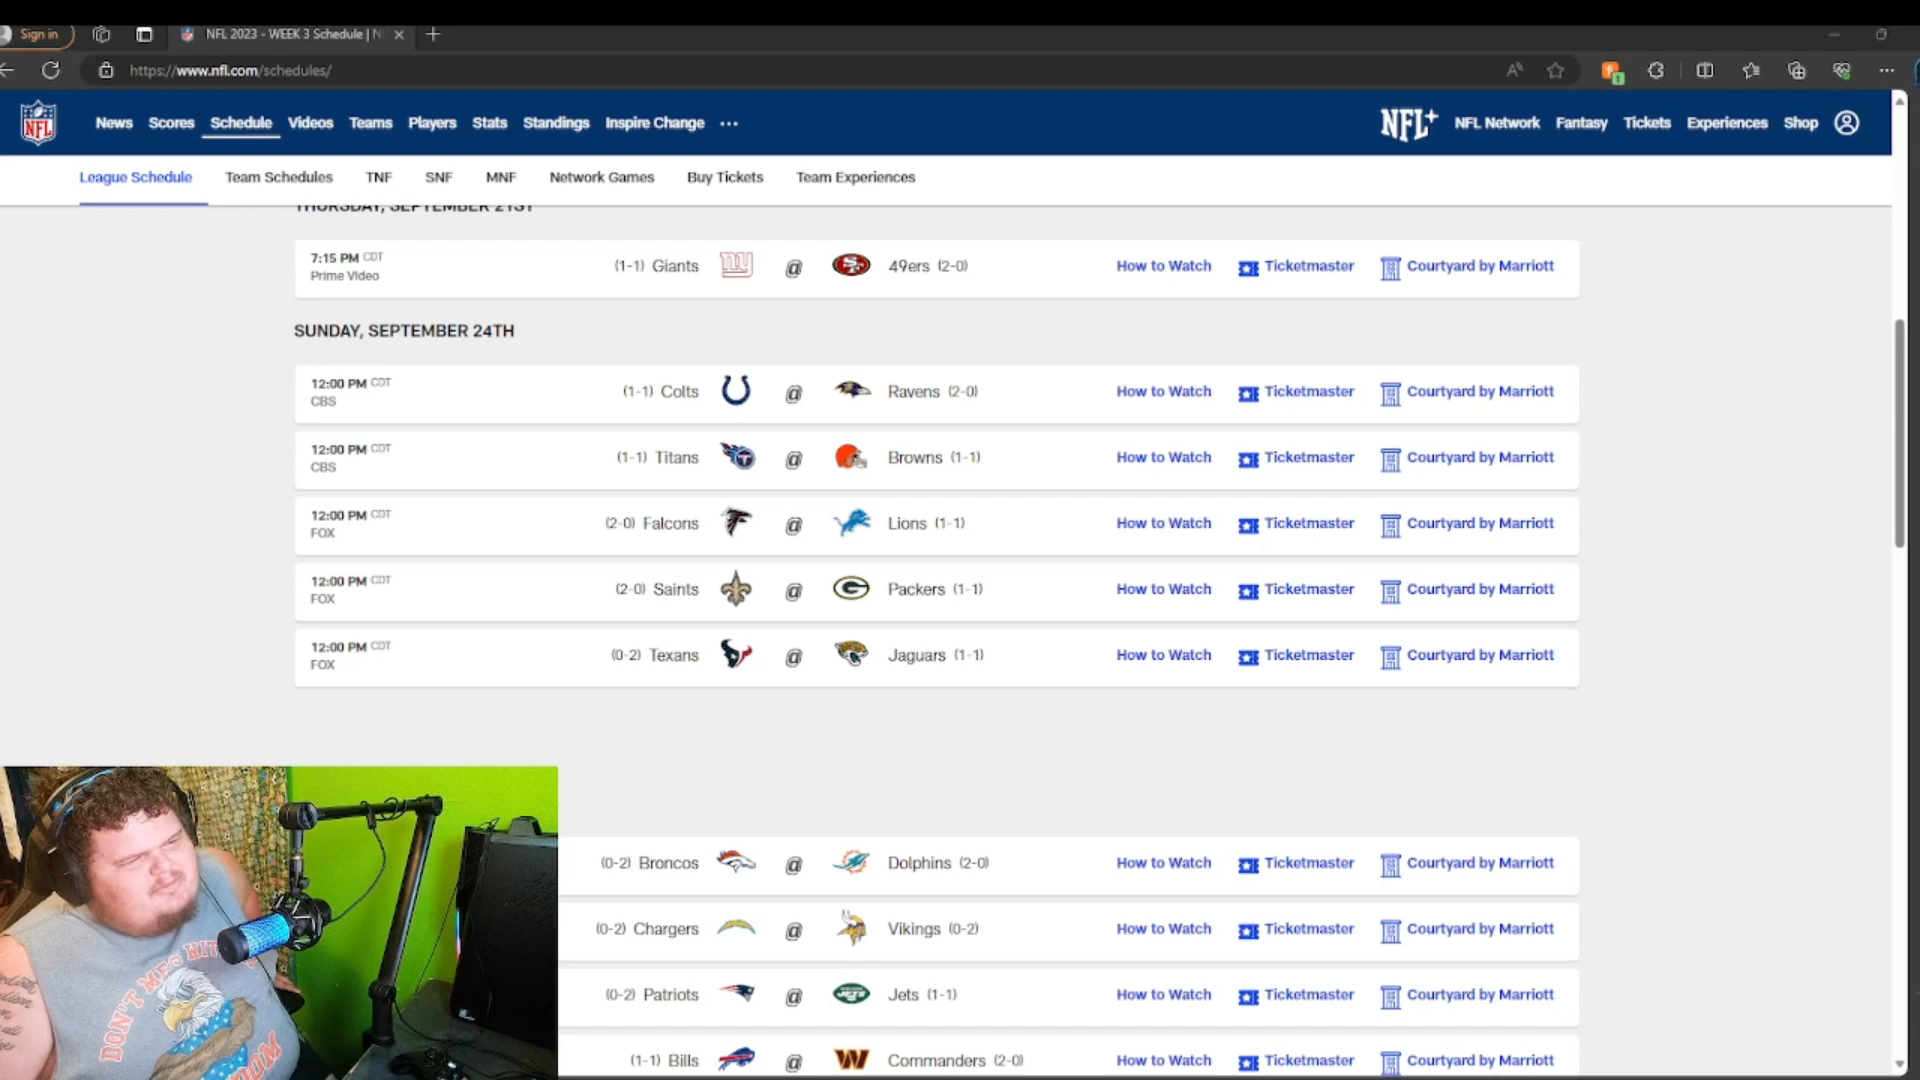 Sign in
NFL 2023 - WEEK 3 Schedule | N
https://www.nfl.com/schedules/
NFL News Scores Schedule Videos Teams Players Stats Standings Inspire Change ... NFL+ NFL Network Fantasy Tickets Experiences Shop
League Schedule Team Schedules TNF SNF MNF Network Games Buy Tickets Team Experiences
THURSDAY, SEPTEMBER 21ST
7:15 PM CDT
Prime Video
(1-1) Giants ny @ SF 49ers (2-0) How to Watch Ticketmaster Courtyard by Marriott
SUNDAY, SEPTEMBER 24TH
12:00 PM CDT
CBS
(1-1) Colts @ Ravens (2-0) How to Watch Ticketmaster Courtyard by Marriott
12:00 PM CDT
CBS
(1-1) Titans T @ Browns (1-1) How to Watch Ticketmaster Courtyard by Marriott
12:00 PM CDT
FOX
(2-0) Falcons @ Lions (1-1) How to Watch Ticketmaster Courtyard by Marriott
12:00 PM CDT
FOX
(2-0) Saints @ G Packers (1-1) How to Watch Ticketmaster Courtyard by Marriott
12:00 PM CDT
FOX
(0-2) Texans @ Jaguars (1-1) How to Watch Ticketmaster Courtyard by Marriott
(0-2) Broncos @ Dolphins (2-0) How to Watch Ticketmaster Courtyard by Marriott
(0-2) Chargers @ Vikings (0-2) How to Watch Ticketmaster Courtyard by Marriott
(0-2) Patriots @ JETS Jets (1-1) How to Watch Ticketmaster Courtyard by Marriott
(1-1) Bills @ W Commanders (2-0) How to Watch Ticketmaster Courtyard by Marriott
DON'T MESS WITH